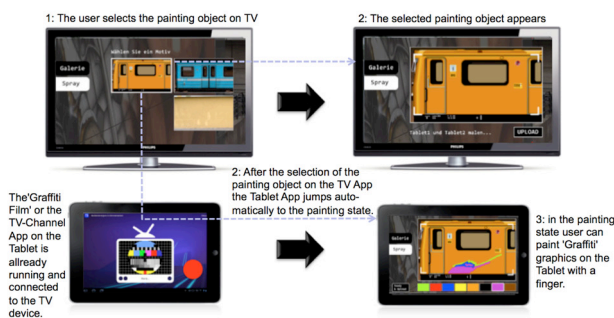 1: The user selects the painting object on TV
2: The selected painting object appears
Wählen Sie ein Motiv
Galerie
Spray
PHILIPS
Galerie
Spray
Tablet1 und Tablet2 malen...
UPLOAD
PHILIPS
2: After the selection of the
painting object on the TV App
the Tablet App jumps auto-
matically to the painting state.
The'Graffiti
Film' or the
TV-Channel
App on the
Tablet is
allready
running and
connected
to the TV
device.
Galerie
Spray
3: in the painting
state user can
paint 'Graffiti'
graphics on the
Tablet with a
finger.